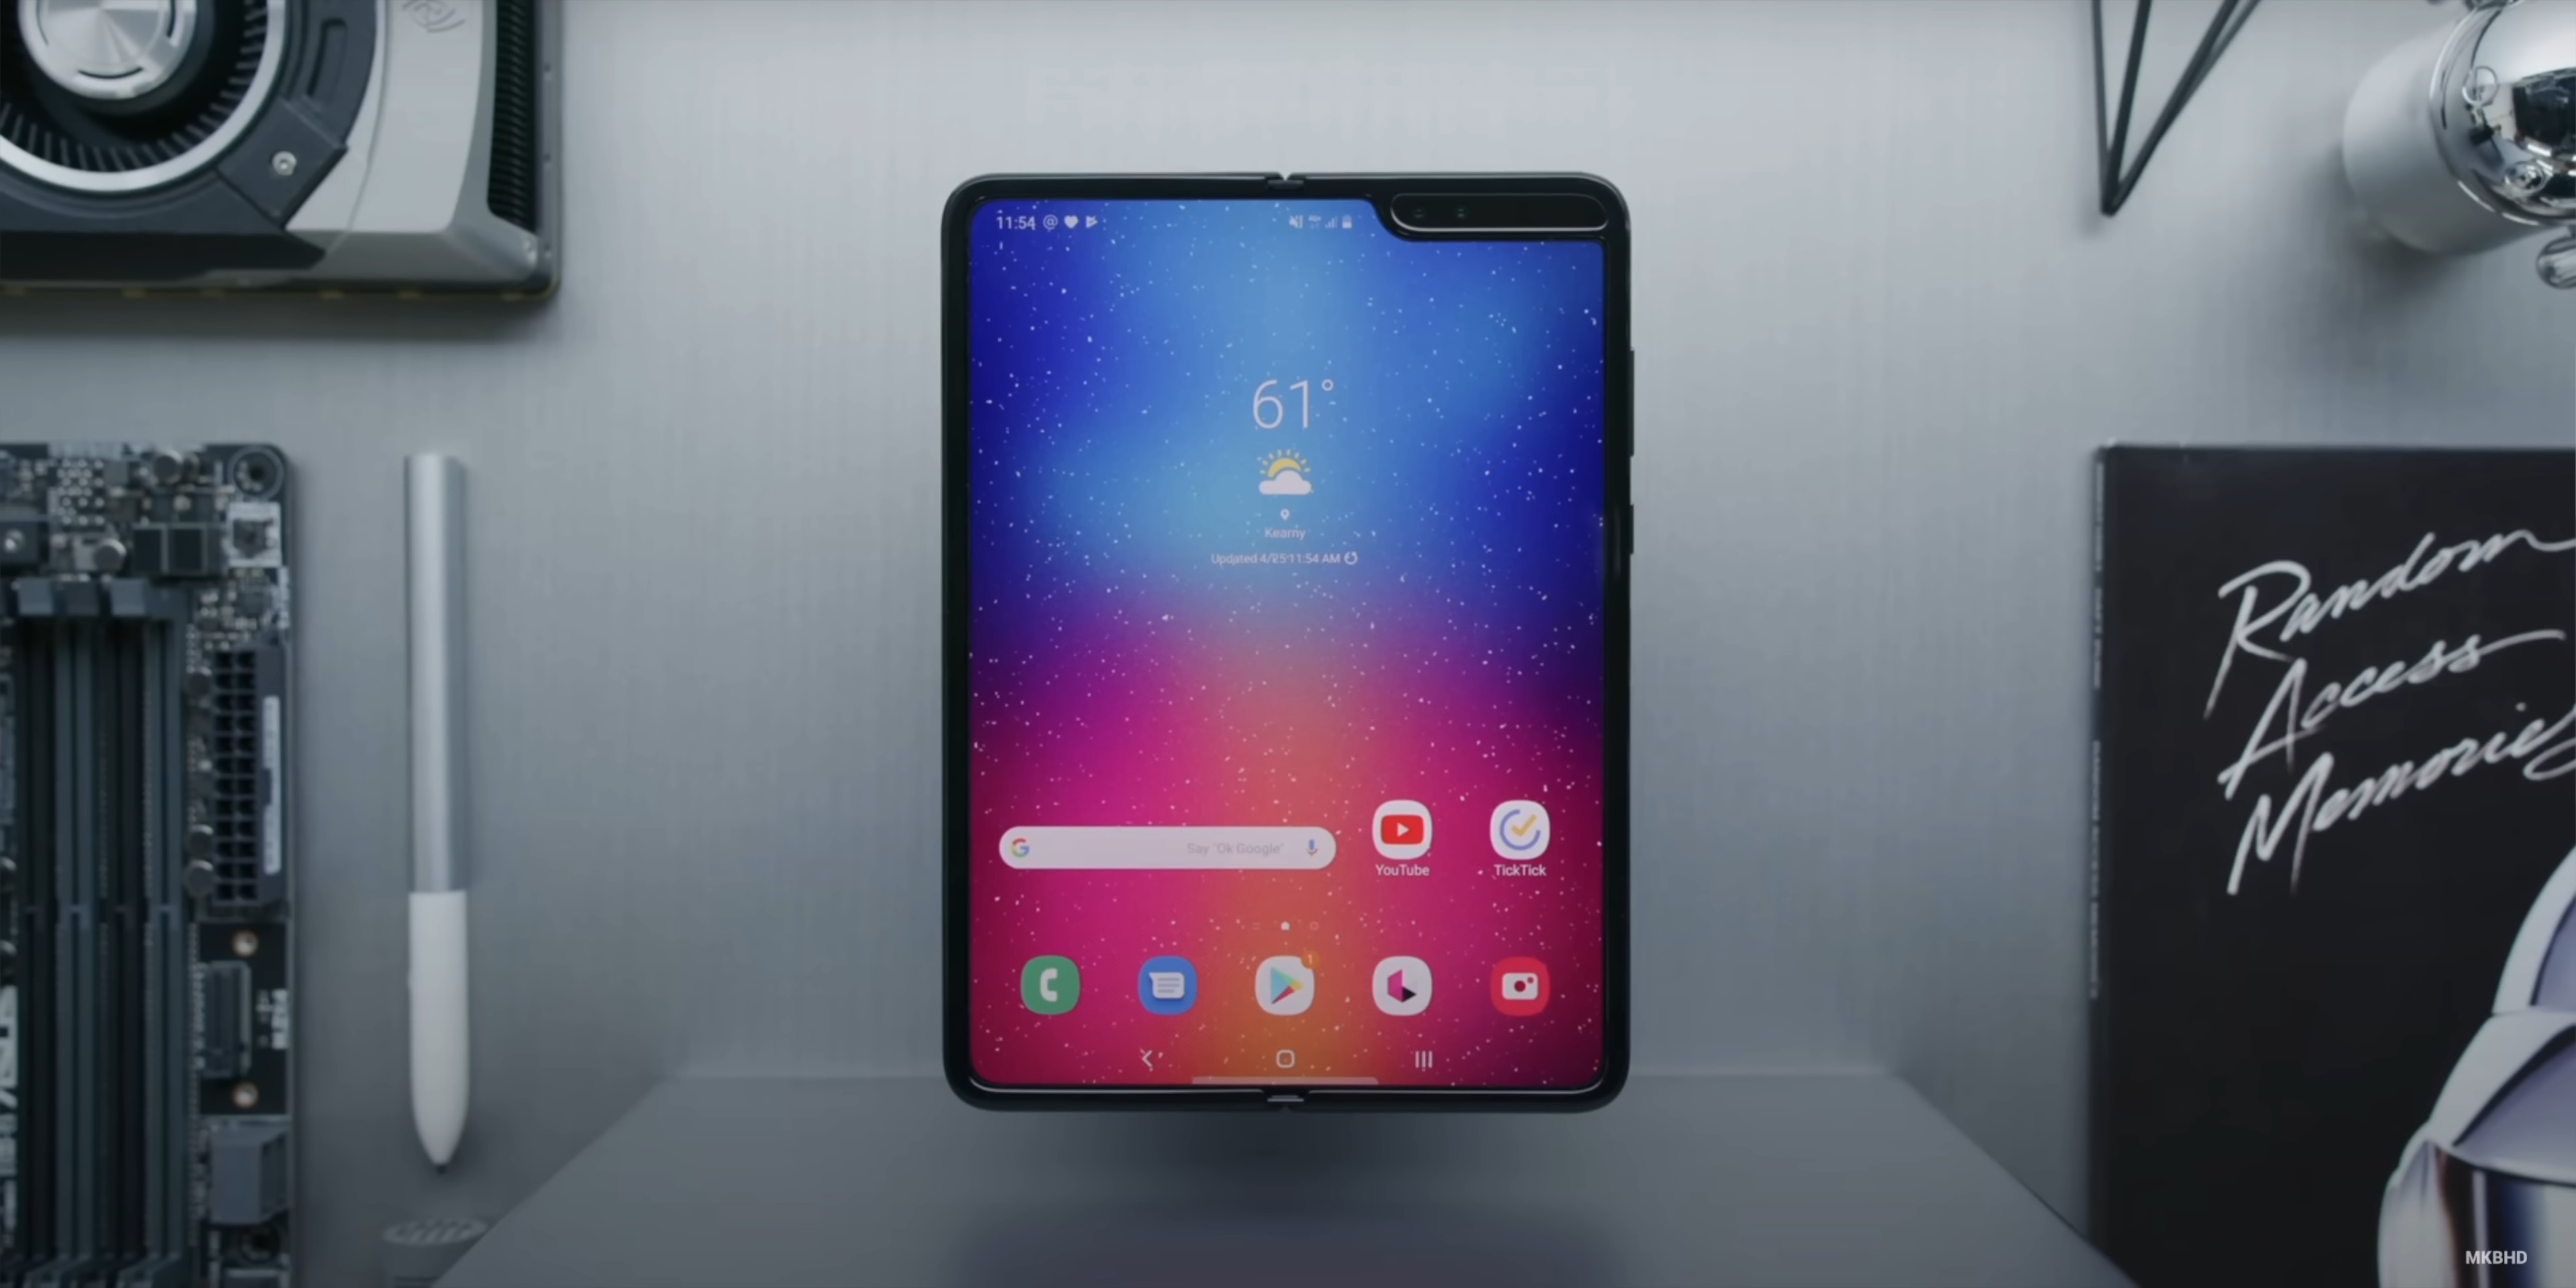 11:54
61°
Kearny
Updated 4/25 11:54 AM
Say "Ok Google"
YouTube
TickTick
1
Random
Access
Memories
MKBHD